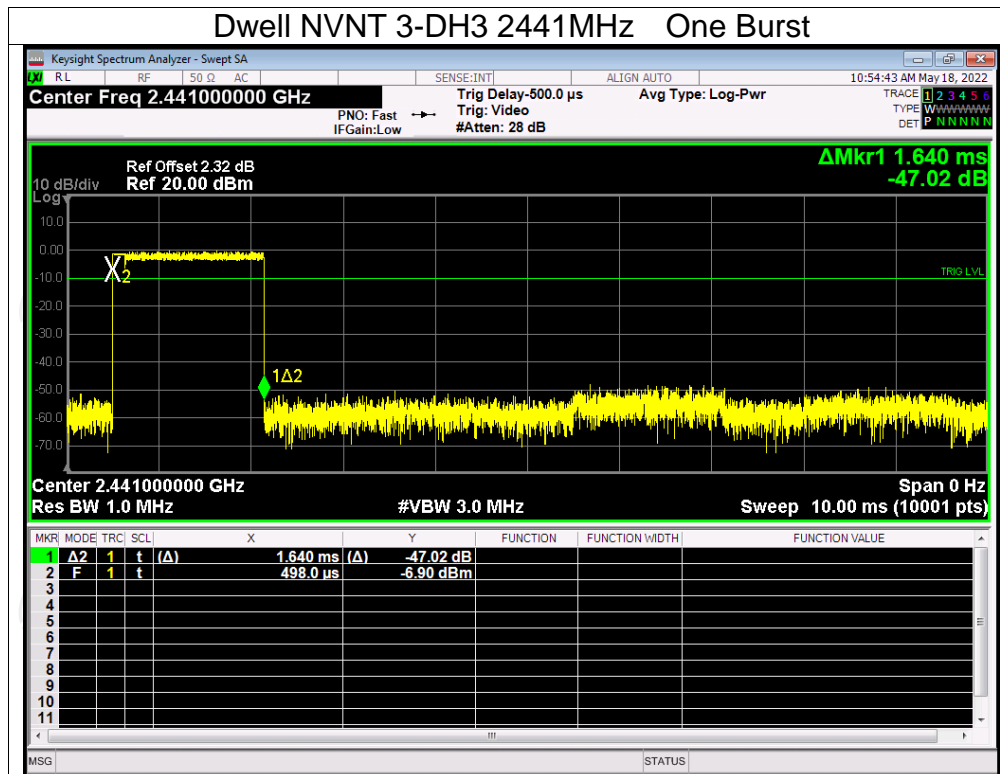 Dwell NVNT 3-DH3 2441MHz One Burst
Keysight Spectrum Analyzer - Swept SA
LXI RL RF 50 Ω AC SENSE:INT ALIGN AUTO 10:54:43 AM May 18, 2022
Center Freq 2.441000000 GHz
PNO: Fast
IFGain:Low
Trig Delay-500.0 µs
Trig: Video
#Atten: 28 dB
Avg Type: Log-Pwr
TRACE 1 2 3 4 5 6
TYPE WWWWWW
DET P N N N N N
ΔMkr1 1.640 ms
-47.02 dB
Ref Offset 2.32 dB
10 dB/div Ref 20.00 dBm
Log
10.0
0.00
-10.0
-20.0
-30.0
-40.0
-50.0
-60.0
-70.0
X2
TRIG LVL
1Δ2
Center 2.441000000 GHz Span 0 Hz
Res BW 1.0 MHz #VBW 3.0 MHz Sweep 10.00 ms (10001 pts)
MKR MODE TRC SCL X Y FUNCTION FUNCTION WIDTH FUNCTION VALUE
1 Δ2 1 t (Δ) 1.640 ms (Δ) -47.02 dB
2 F 1 t 498.0 µs -6.90 dBm
3
4
5
6
7
8
9
10
11
MSG STATUS